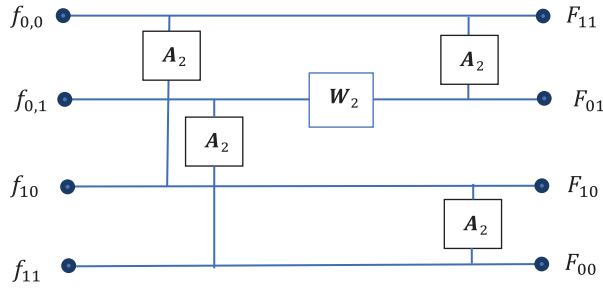 f₀,₀ F₁₁
A₂ A₂
f₀,₁ W₂ F₀₁
A₂
f₁₀ F₁₀
A₂
f₁₁ F₀₀